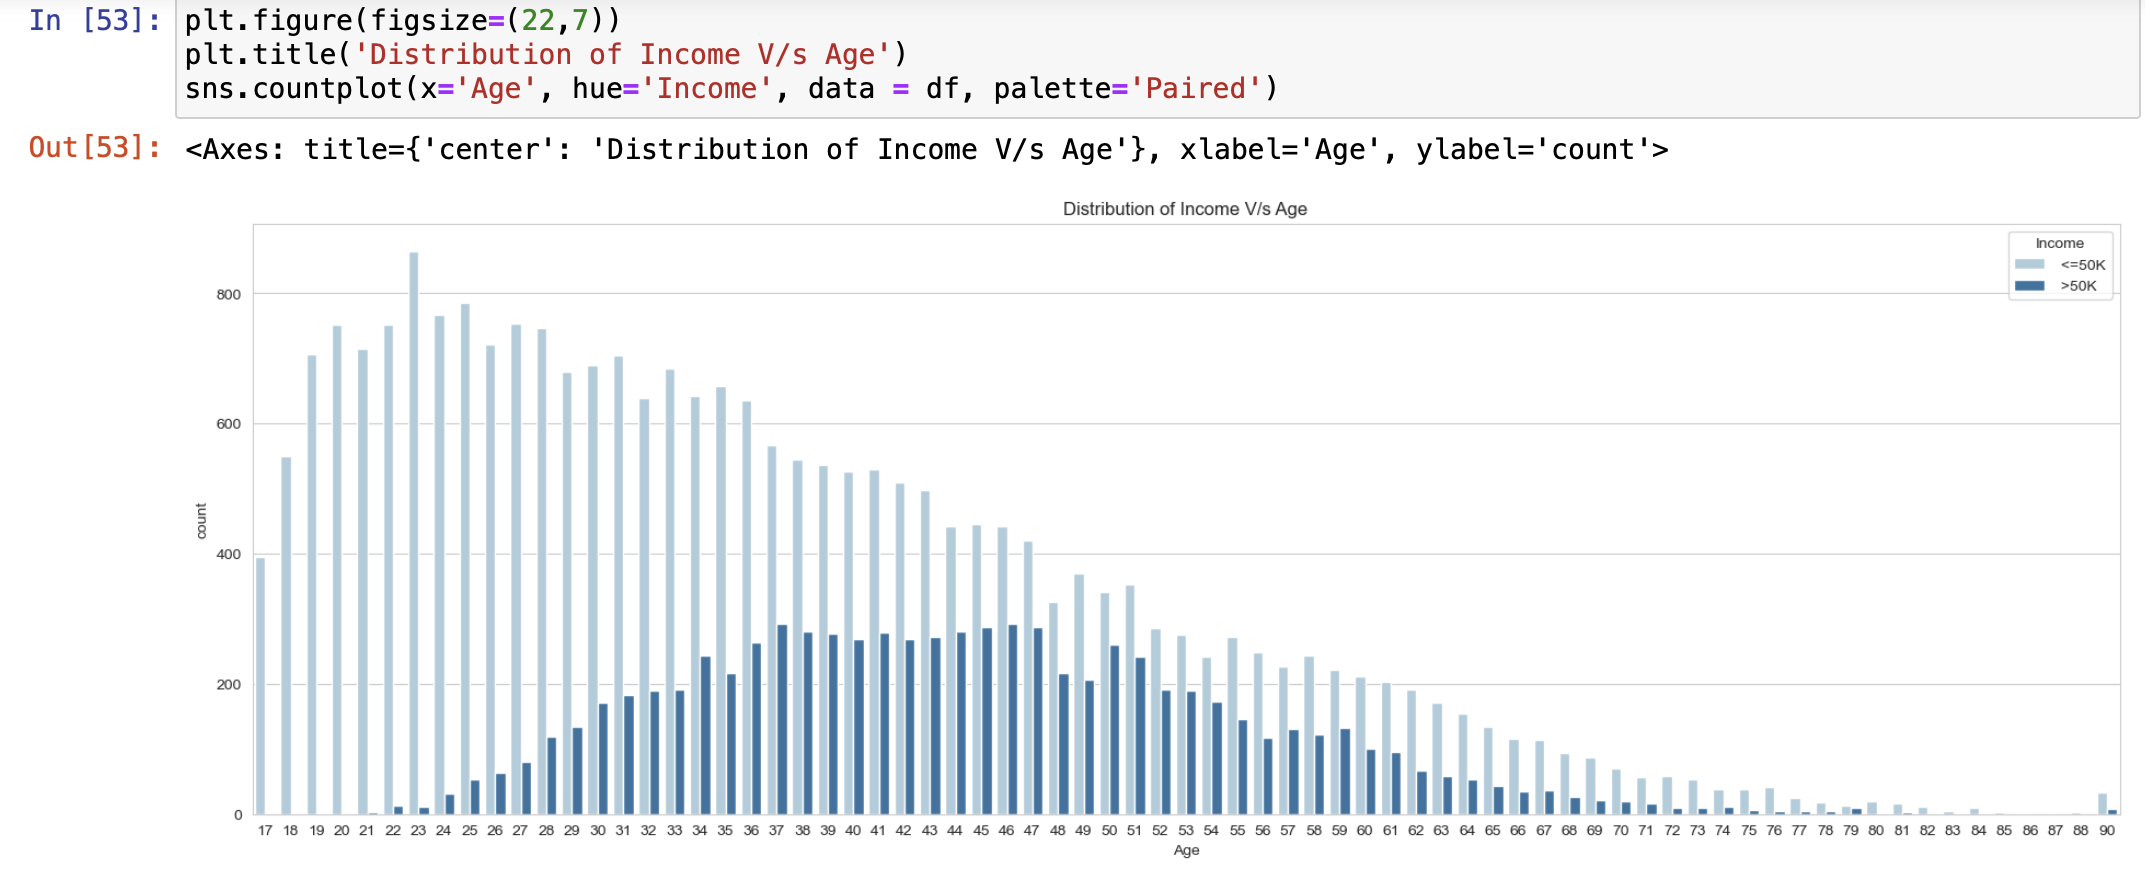 In [53]: plt.figure(figsize=(22,7))
plt.title('Distribution of Income V/s Age')
sns.countplot(x='Age', hue='Income', data = df, palette='Paired')
Out[53]: <Axes: title={'center': 'Distribution of Income V/s Age'}, xlabel='Age', ylabel='count'>
Distribution of Income V/s Age
Income
<=50K
>50K
800
600
400
200
0
count
17 18 19 20 21 22 23 24 25 26 27 28 29 30 31 32 33 34 35 36 37 38 39 40 41 42 43 44 45 46 47 48 49 50 51 52 53 54 55 56 57 58 59 60 61 62 63 64 65 66 67 68 69 70 71 72 73 74 75 76 77 78 79 80 81 82 83 84 85 86 87 88 90
Age